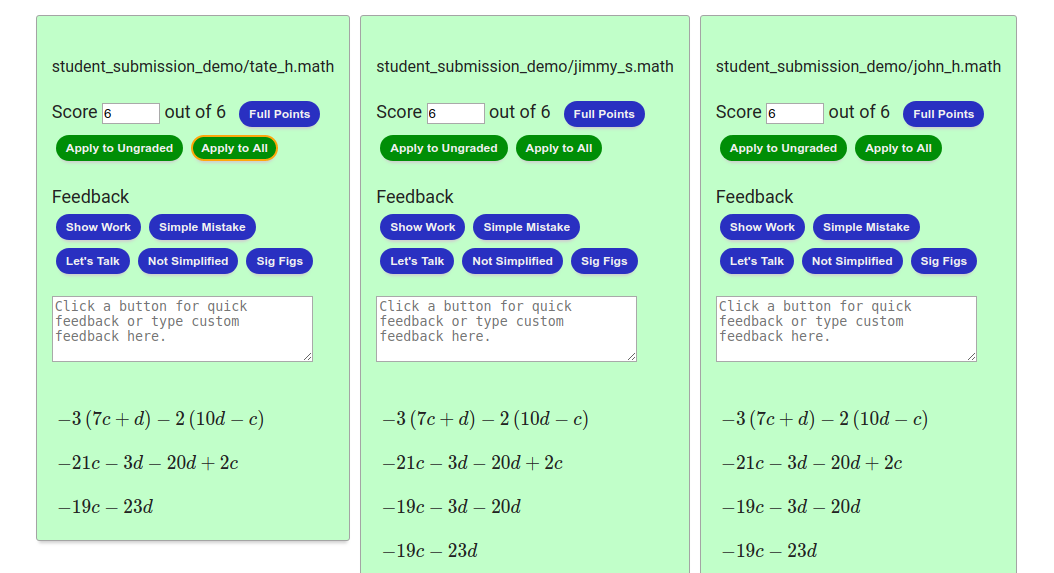 student_submission_demo/tate_h.math
Score 6 out of 6 Full Points
Apply to Ungraded Apply to All
Feedback
Show Work Simple Mistake
Let's Talk Not Simplified Sig Figs
Click a button for quick
feedback or type custom
feedback here.
−3 (7c + d) − 2 (10d − c)
−21c − 3d − 20d + 2c
−19c − 23d
student_submission_demo/jimmy_s.math
Score 6 out of 6 Full Points
Apply to Ungraded Apply to All
Feedback
Show Work Simple Mistake
Let's Talk Not Simplified Sig Figs
Click a button for quick
feedback or type custom
feedback here.
−3 (7c + d) − 2 (10d − c)
−21c − 3d − 20d + 2c
−19c − 3d − 20d
−19c − 23d
student_submission_demo/john_h.math
Score 6 out of 6 Full Points
Apply to Ungraded Apply to All
Feedback
Show Work Simple Mistake
Let's Talk Not Simplified Sig Figs
Click a button for quick
feedback or type custom
feedback here.
−3 (7c + d) − 2 (10d − c)
−21c − 3d − 20d + 2c
−19c − 3d − 20d
−19c − 23d